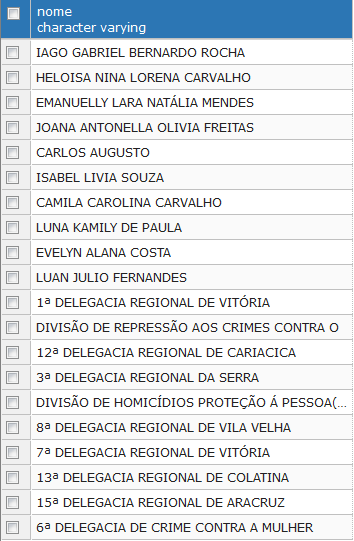 nome
character varying
IAGO GABRIEL BERNARDO ROCHA
HELOISA NINA LORENA CARVALHO
EMANUELLY LARA NATÁLIA MENDES
JOANA ANTONELLA OLIVIA FREITAS
CARLOS AUGUSTO
ISABEL LIVIA SOUZA
CAMILA CAROLINA CARVALHO
LUNA KAMILY DE PAULA
EVELYN ALANA COSTA
LUAN JULIO FERNANDES
1ª DELEGACIA REGIONAL DE VITÓRIA
DIVISÃO DE REPRESSÃO AOS CRIMES CONTRA O
12ª DELEGACIA REGIONAL DE CARIACICA
3ª DELEGACIA REGIONAL DA SERRA
DIVISÃO DE HOMICÍDIOS PROTEÇÃO Á PESSOA(...
8ª DELEGACIA REGIONAL DE VILA VELHA
7ª DELEGACIA REGIONAL DE VITÓRIA
13ª DELEGACIA REGIONAL DE COLATINA
15ª DELEGACIA REGIONAL DE ARACRUZ
6ª DELEGACIA DE CRIME CONTRA A MULHER